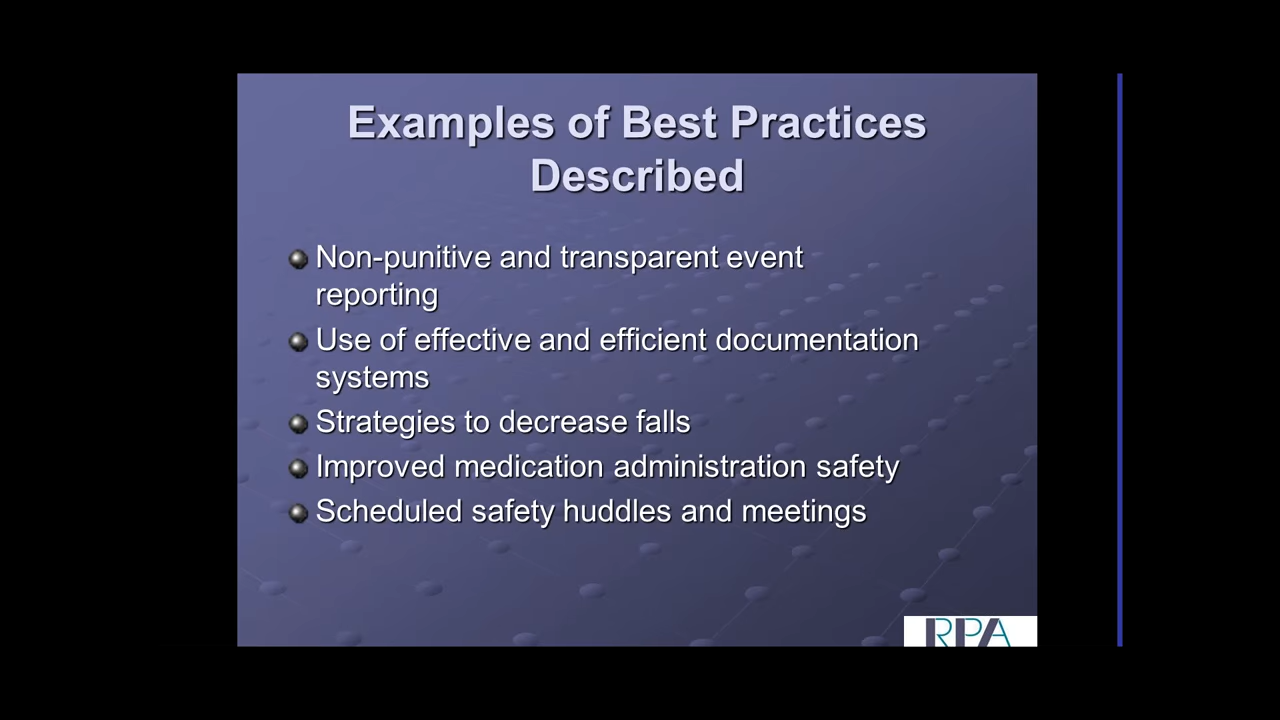 Examples of Best Practices
Described
Non-punitive and transparent event
reporting
Use of effective and efficient documentation
systems
Strategies to decrease falls
Improved medication administration safety
Scheduled safety huddles and meetings
RPA